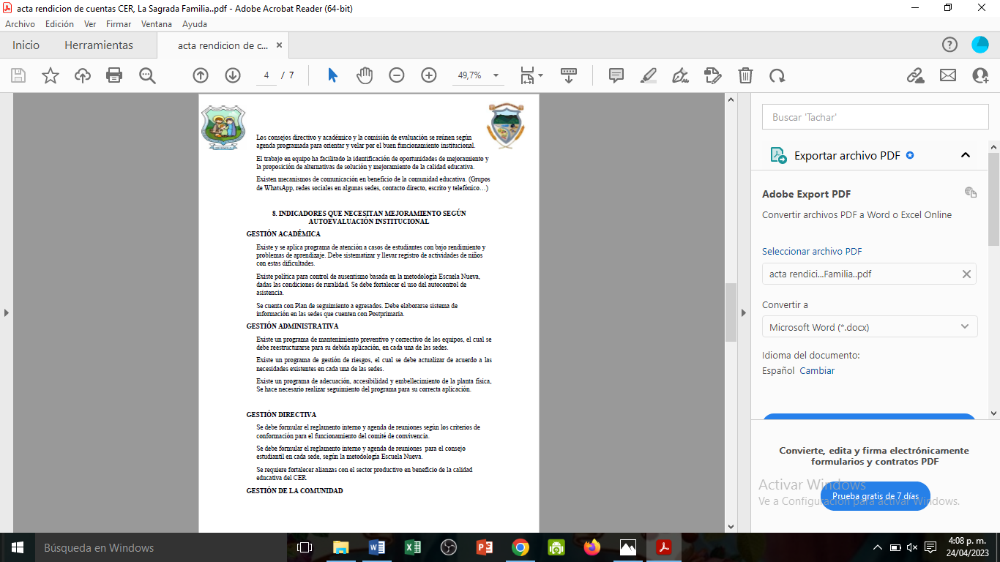 acta rendicion de cuentas CER, La Sagrada Familia..pdf - Adobe Acrobat Reader (64-bit)
Archivo Edición Ver Firmar Ventana Ayuda
Inicio Herramientas acta rendicion de c...
4 / 7 49,7%
Los consejos directivo y académico y la comisión de evaluación se reúnen según
agenda programada para orientar y velar por el buen funcionamiento institucional.
El trabajo en equipo ha facilitado la identificación de oportunidades de mejoramiento y
la proposición de alternativas de solución y mejoramiento de la calidad educativa.
Existen mecanismos de comunicación en beneficio de la comunidad educativa. (Grupos
de WhatsApp, redes sociales en algunas sedes, contacto directo, escrito y telefónico…)
8. INDICADORES QUE NECESITAN MEJORAMIENTO SEGÚN
AUTOEVALUACIÓN INSTITUCIONAL
GESTIÓN ACADÉMICA
Existe y se aplica programa de atención a casos de estudiantes con bajo rendimiento y
problemas de aprendizaje. Debe sistematizar y llevar registro de actividades de niños
con estas dificultades.
Existe política para control de ausentismo basada en la metodología Escuela Nueva,
dadas las condiciones de ruralidad. Se debe fortalecer el uso del autocontrol de
asistencia.
Se cuenta con Plan de seguimiento a egresados. Debe elaborarse sistema de
información en las sedes que cuenten con Postprimaria.
GESTIÓN ADMINISTRATIVA
Existe un programa de mantenimiento preventivo y correctivo de los equipos, el cual se
debe reestructurarse para su debida aplicación, en cada una de las sedes.
Existe un programa de gestión de riesgos, el cual se debe actualizar de acuerdo a las
necesidades existentes en cada una de las sedes.
Existe un programa de adecuación, accesibilidad y embellecimiento de la planta física,
Se hace necesario realizar seguimiento del programa para su correcta aplicación.
GESTIÓN DIRECTIVA
Se debe formular el reglamento interno y agenda de reuniones según los criterios de
conformación para el funcionamiento del comité de convivencia.
Se debe formular el reglamento interno y agenda de reuniones para el consejo
estudiantil en cada sede, según la metodología Escuela Nueva.
Se requiere fortalecer alianzas con el sector productivo en beneficio de la calidad
educativa del CER
GESTIÓN DE LA COMUNIDAD
Buscar 'Tachar'
Exportar archivo PDF
Adobe Export PDF
Convertir archivos PDF a Word o Excel Online
Seleccionar archivo PDF
acta rendici...Familia..pdf
Convertir a
Microsoft Word (*.docx)
Idioma del documento:
Español Cambiar
Convierte, edita y firma electrónicamente
formularios y contratos PDF
Activar Windows
Prueba gratis de 7 días
Ve a Configuración para activar Windows.
Búsqueda en Windows
4:08 p. m.
24/04/2023